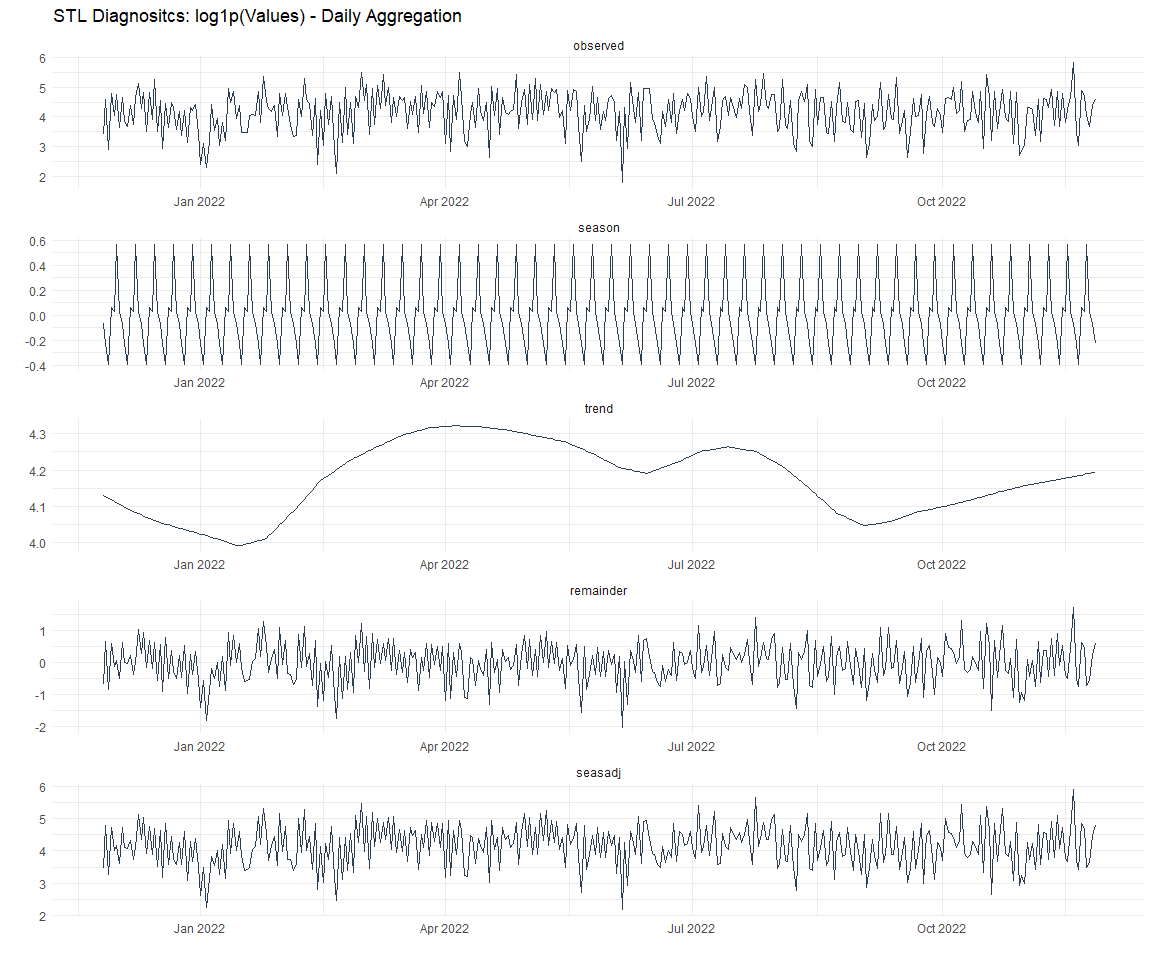 STL Diagnositcs: log1p(Values) - Daily Aggregation
observed
6
5
4
3
2
Jan 2022 Apr 2022 Jul 2022 Oct 2022
season
0.6
0.4
0.2
0.0
-0.2
-0.4
Jan 2022 Apr 2022 Jul 2022 Oct 2022
trend
4.3
4.2
4.1
4.0
Jan 2022 Apr 2022 Jul 2022 Oct 2022
remainder
1
0
-1
-2
Jan 2022 Apr 2022 Jul 2022 Oct 2022
seasadj
6
5
4
3
2
Jan 2022 Apr 2022 Jul 2022 Oct 2022